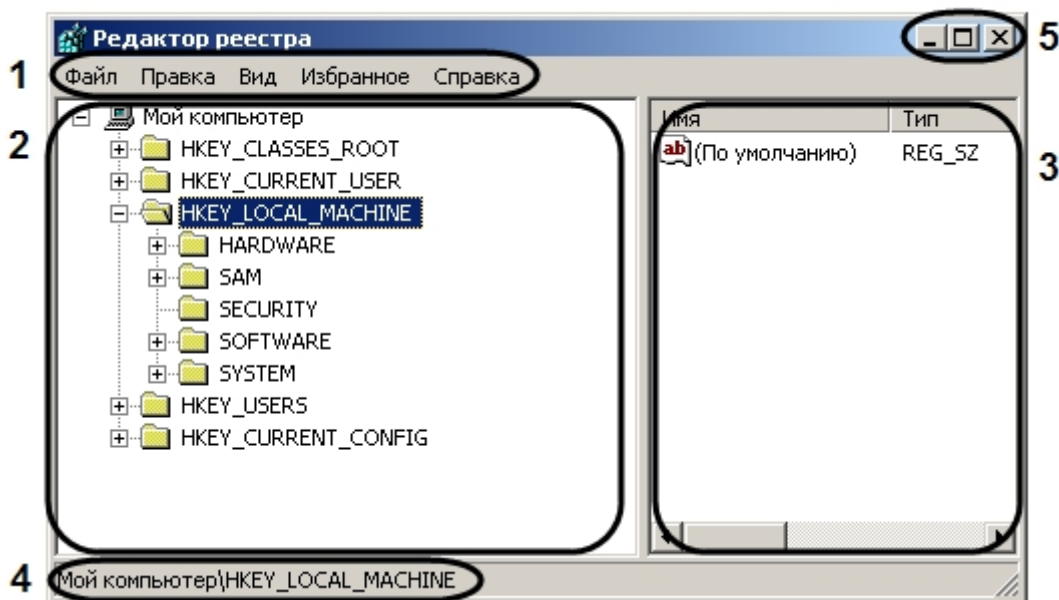 Редактор реестра
5
1
Файл Правка Вид Избранное Справка
2
Мой компьютер
HKEY_CLASSES_ROOT
HKEY_CURRENT_USER
HKEY_LOCAL_MACHINE
HARDWARE
SAM
SECURITY
SOFTWARE
SYSTEM
HKEY_USERS
HKEY_CURRENT_CONFIG
Имя Тип
ab (По умолчанию) REG_SZ
3
4
Мой компьютер\HKEY_LOCAL_MACHINE